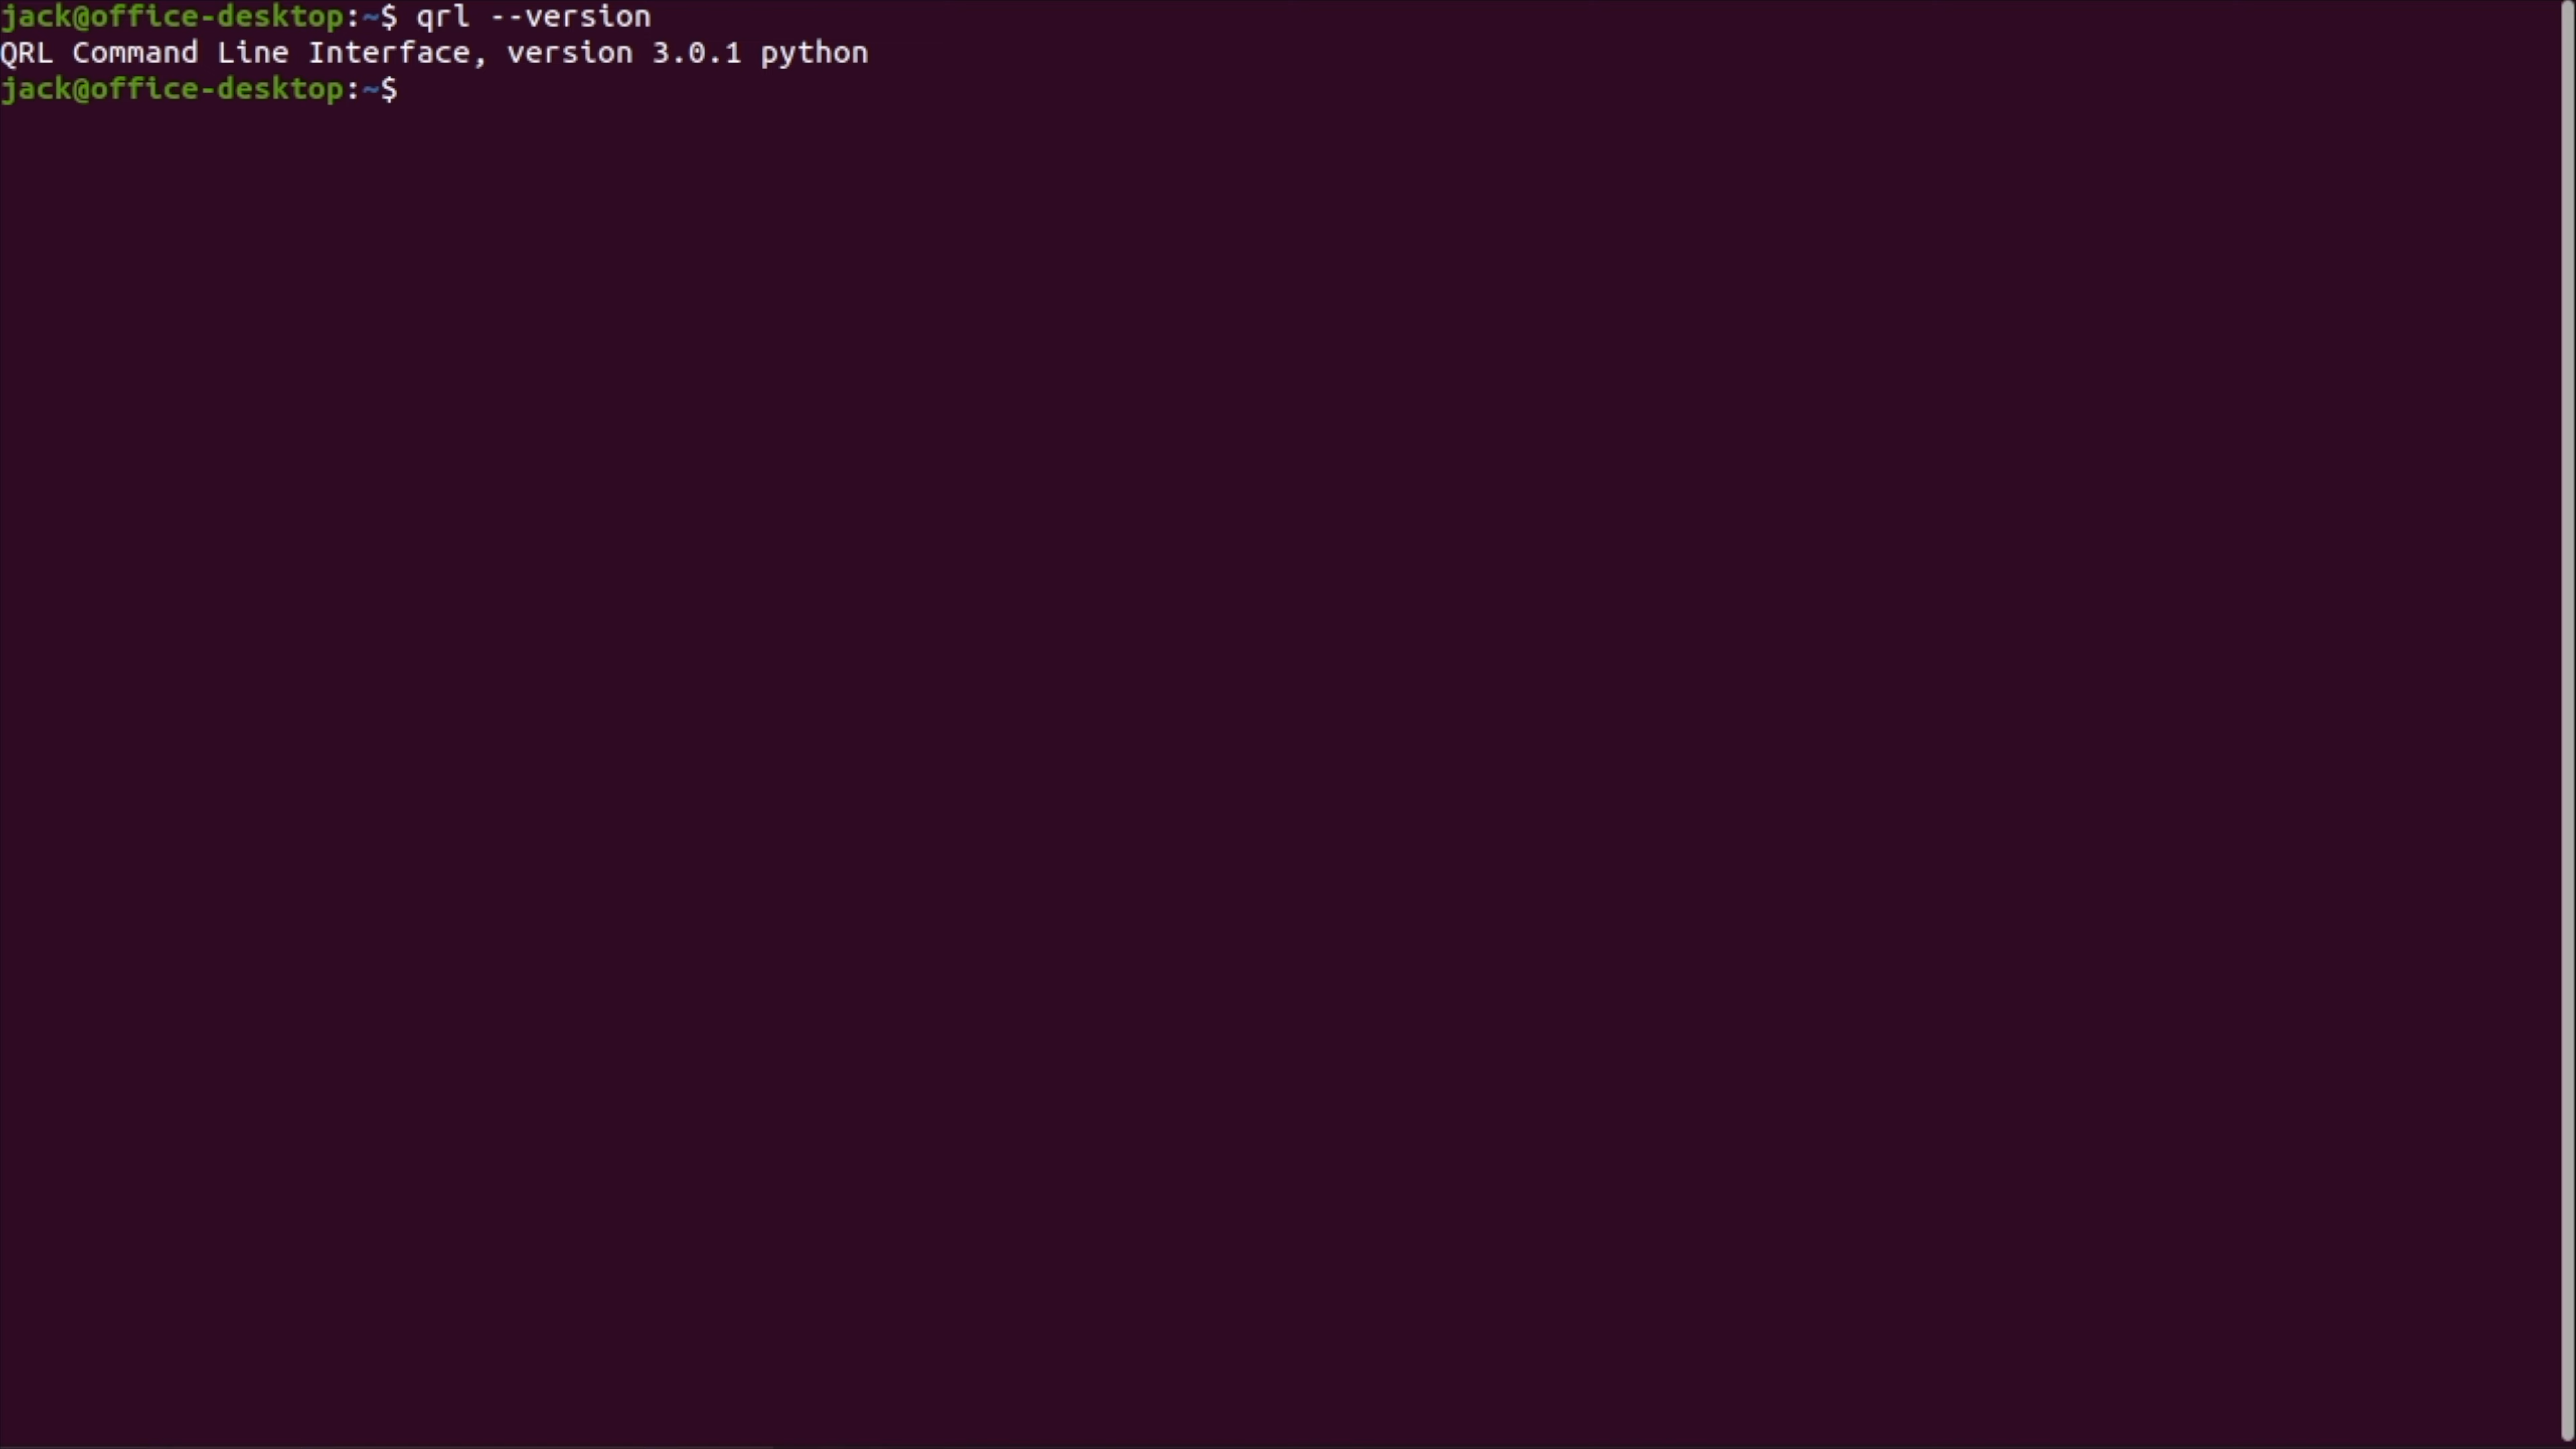 jack@office-desktop:~$ qrl --version
QRL Command Line Interface, version 3.0.1 python
jack@office-desktop:~$